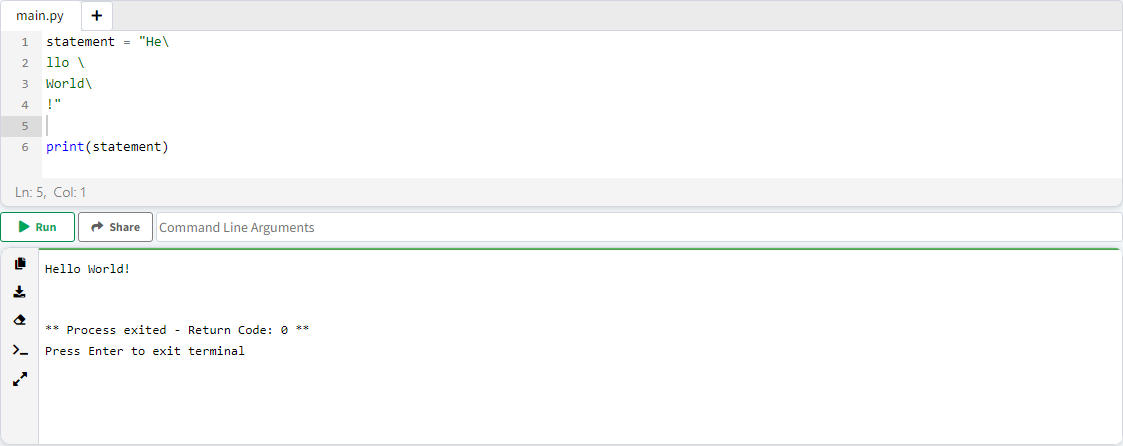 main.py +
1 statement = "He\
2 llo \
3 World\
4 !"
5
6 print(statement)
Ln: 5, Col: 1
Run Share Command Line Arguments
Hello World!
** Process exited - Return Code: 0 **
Press Enter to exit terminal